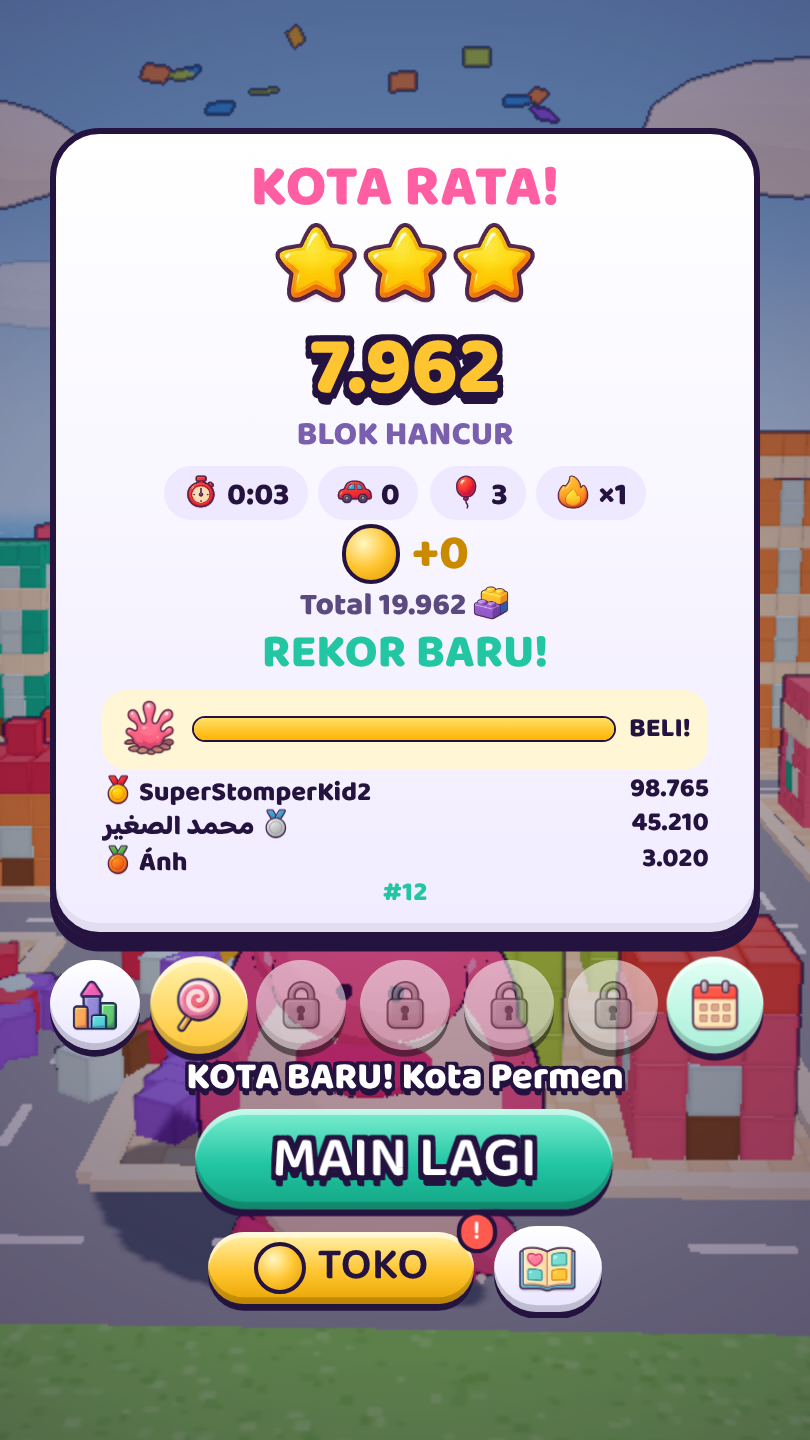 KOTA RATA!
7.962
BLOK HANCUR
0:03 0 3 ×1
+0
Total 19.962
REKOR BARU!
BELI!
SuperStomperKid2 98.765
محمد الصغير 45.210
Ánh 3.020
#12
KOTA BARU! Kota Permen
MAIN LAGI
!
TOKO